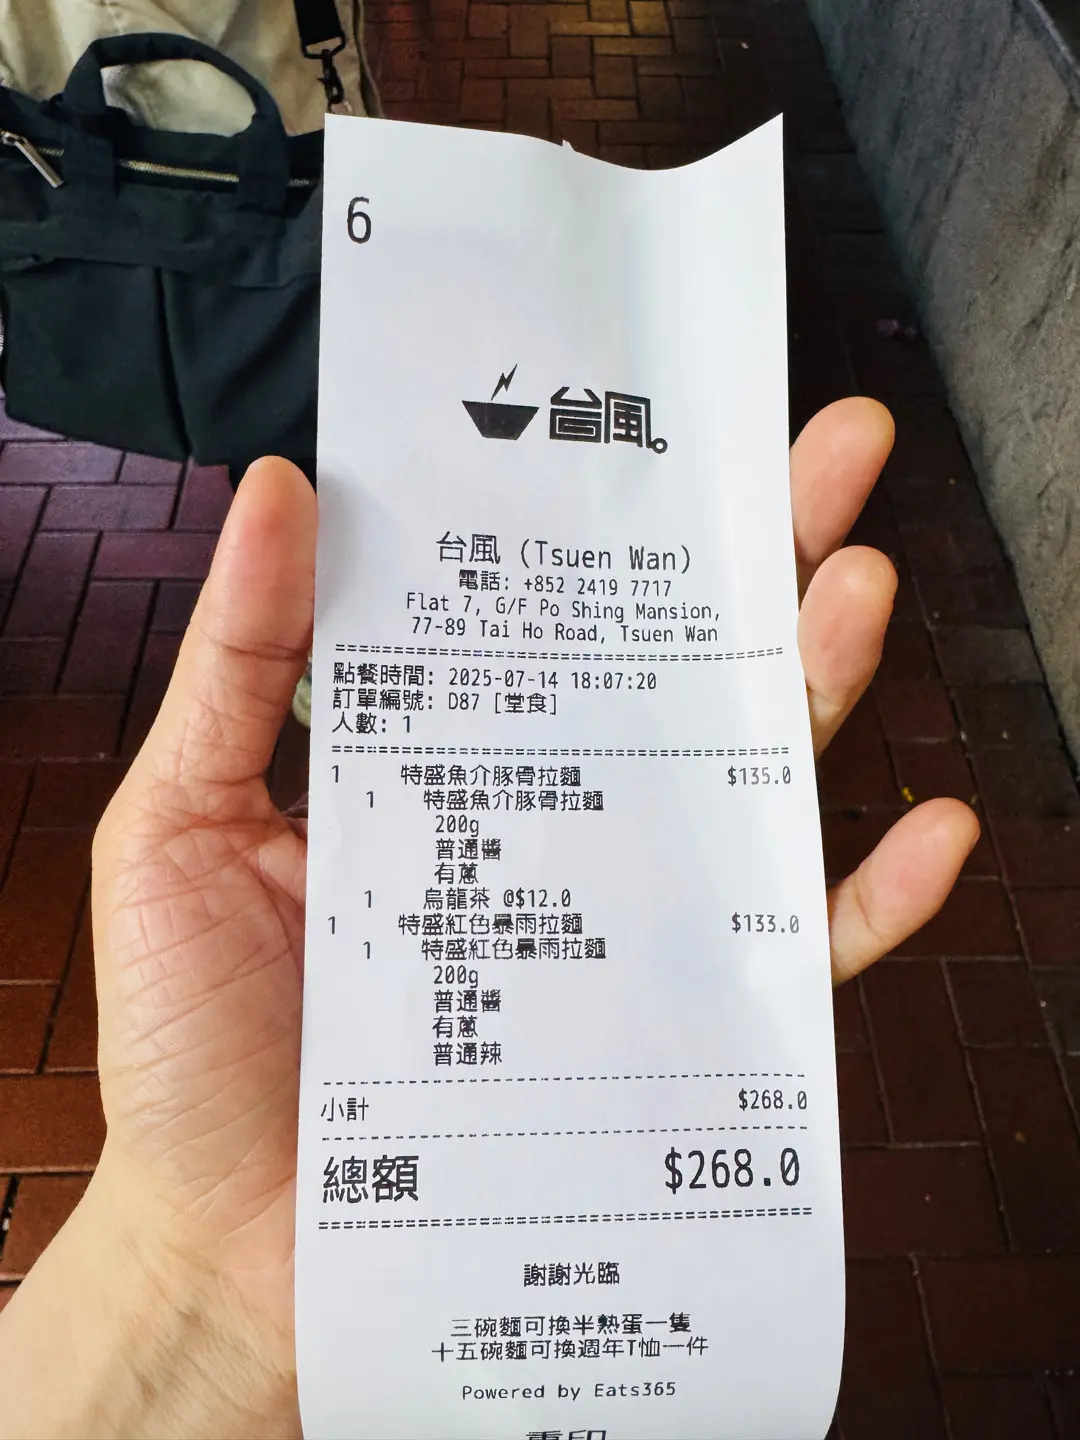 6
台風。
台風 (Tsuen Wan)
電話: +852 2419 7717
Flat 7, G/F Po Shing Mansion,
77-89 Tai Ho Road, Tsuen Wan
點餐時間: 2025-07-14 18:07:20
訂單編號: D87 [堂食]
人數: 1
1 特盛魚介豚骨拉麵 $135.0
1 特盛魚介豚骨拉麵
200g
普通醬
有蔥
1 烏龍茶 @$12.0
1 特盛紅色暴雨拉麵 $133.0
1 特盛紅色暴雨拉麵
200g
普通醬
有蔥
普通辣
小計 $268.0
總額 $268.0
謝謝光臨
三碗麵可換半熟蛋一隻
十五碗麵可換週年T恤一件
Powered by Eats365
重印